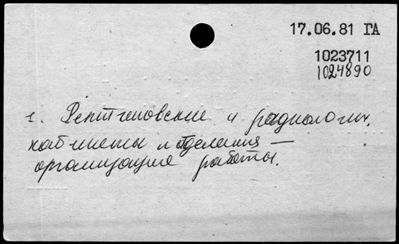 17.06.81 ГА
1023711
1024890
1. Рентгеновские и радиологич.
кабинеты и отделения —
организация работы.